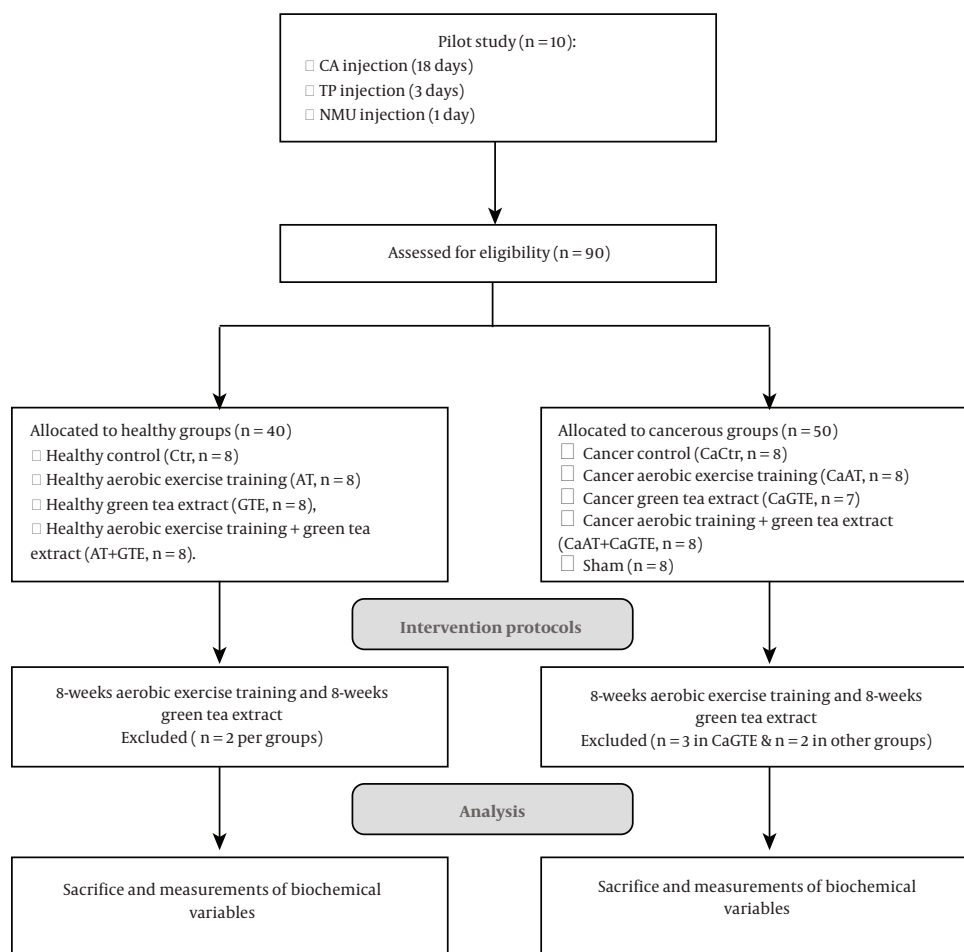 Pilot study (n = 10):
□ CA injection (18 days)
□ TP injection (3 days)
□ NMU injection (1 day)
Assessed for eligibility (n = 90)
Allocated to healthy groups (n = 40)
□ Healthy control (Ctr, n = 8)
□ Healthy aerobic exercise training (AT, n = 8)
□ Healthy green tea extract (GTE, n = 8),
□ Healthy aerobic exercise training + green tea
extract (AT+GTE, n = 8).
Allocated to cancerous groups (n = 50)
□ Cancer control (CaCtr, n = 8)
□ Cancer aerobic exercise training (CaAT, n = 8)
□ Cancer green tea extract (CaGTE, n = 7)
□ Cancer aerobic training + green tea extract
(CaAT+CaGTE, n = 8)
□ Sham (n = 8)
Intervention protocols
8-weeks aerobic exercise training and 8-weeks
green tea extract
Excluded ( n = 2 per groups)
8-weeks aerobic exercise training and 8-weeks
green tea extract
Excluded (n = 3 in CaGTE & n = 2 in other groups)
Analysis
Sacrifice and measurements of biochemical
variables
Sacrifice and measurements of biochemical
variables